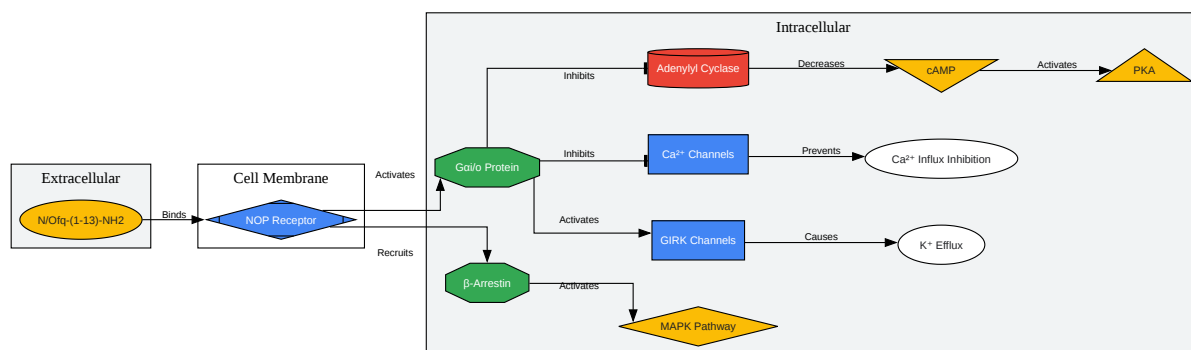 Intracellular
Adenylyl Cyclase
Decreases
cAMP
Activates
PKA
Inhibits
Inhibits
Ca²⁺ Channels
Prevents
Ca²⁺ Influx Inhibition
Gαi/o Protein
Extracellular
Cell Membrane
Activates
N/Ofq-(1-13)-NH2
Binds
NOP Receptor
Activates
GIRK Channels
Causes
K⁺ Efflux
Recruits
β-Arrestin
Activates
MAPK Pathway